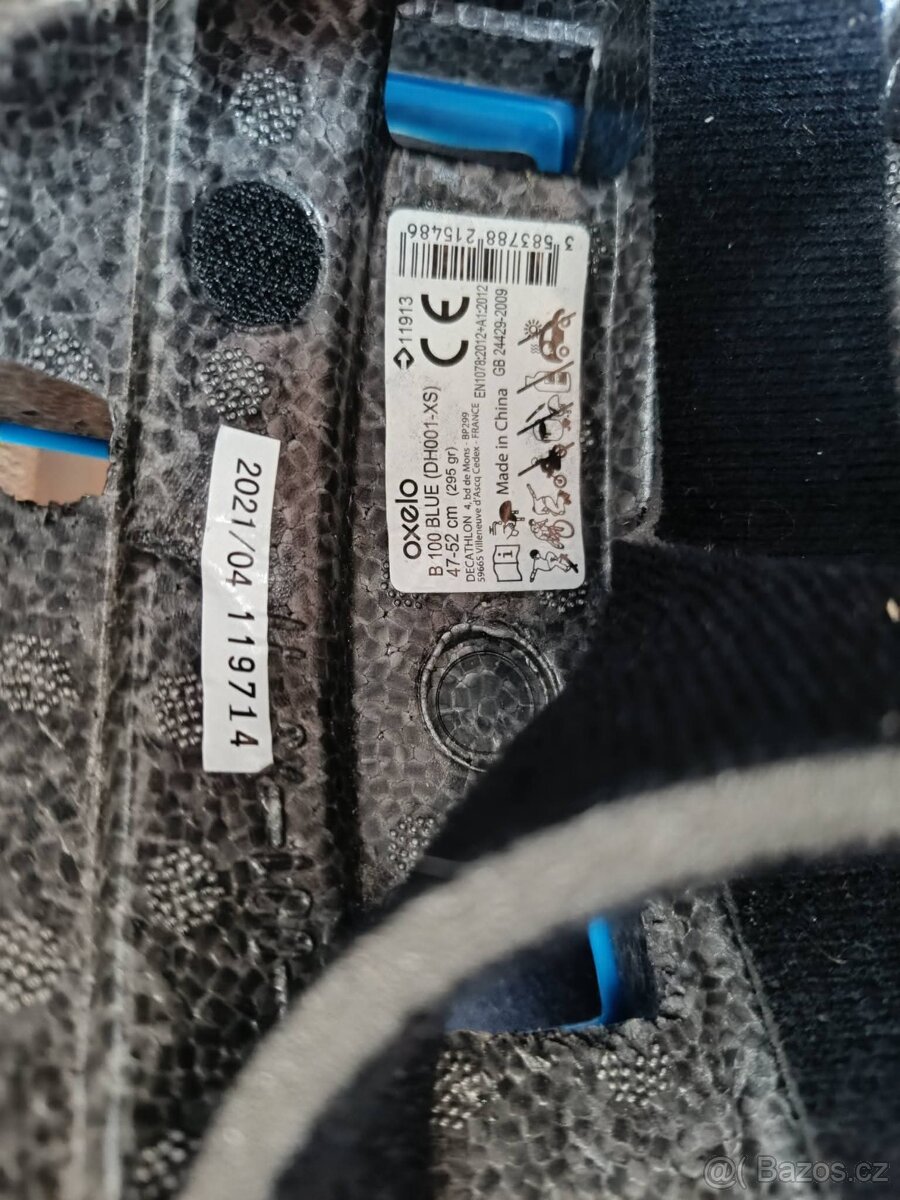 oxelo
B 100 BLUE (DH001-XS)
47-52 cm (295 gr)
DECATHLON 4, bd de Mons - BP299
59665 Villeneuve d'Ascq Cedex - FRANCE
Made in China
11913
CE
EN1078:2012+A1:2012
GB 24429-2009
3 583788 215486
i
2021/04 119714
@( Bazos.cz